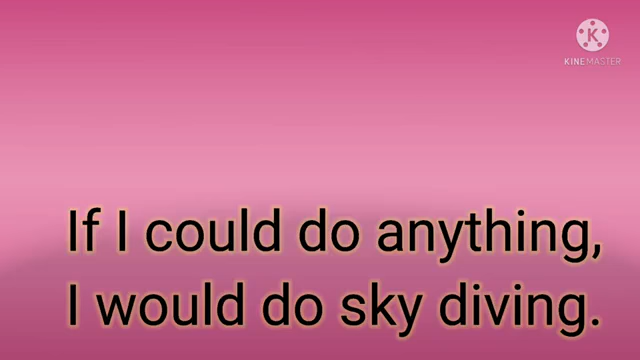 K
KINEMASTER
If I could do anything,
I would do sky diving.